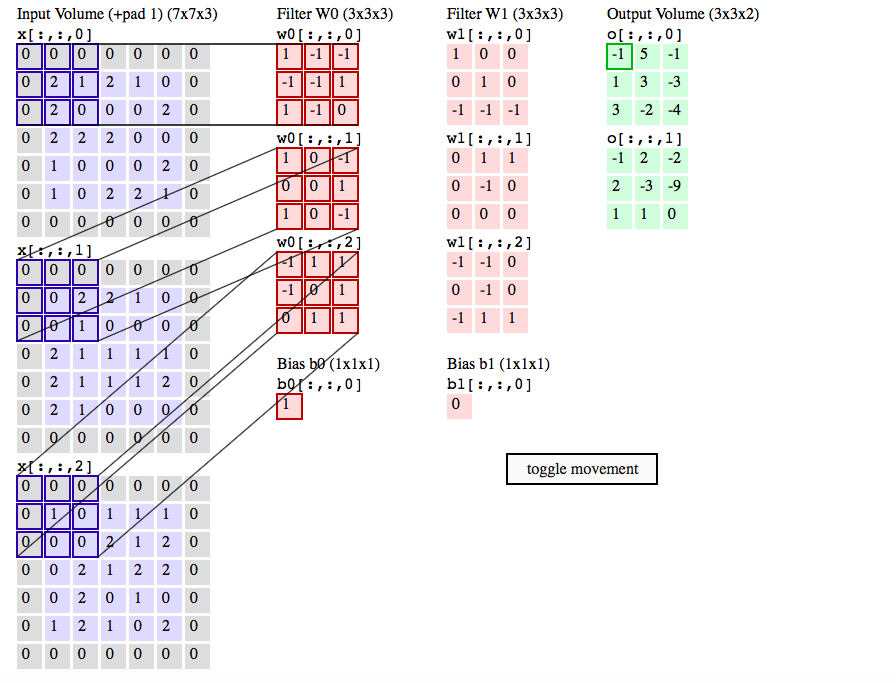 Input Volume (+pad 1) (7x7x3)
x[:,:,0]
0 0 0 0 0 0 0
0 2 1 2 1 0 0
0 2 0 0 0 2 0
0 2 2 2 0 0 0
0 1 0 0 0 2 0
0 1 0 2 2 1 0
0 0 0 0 0 0 0
x[:,:,1]
0 0 0 0 0 0 0
0 0 2 2 1 0 0
0 0 1 0 0 0 0
0 2 1 1 1 1 0
0 2 1 1 1 2 0
0 2 1 0 0 0 0
0 0 0 0 0 0 0
x[:,:,2]
0 0 0 0 0 0 0
0 1 0 1 1 1 0
0 0 0 2 1 2 0
0 0 2 1 2 2 0
0 0 2 0 1 0 0
0 1 2 1 0 2 0
0 0 0 0 0 0 0
Filter W0 (3x3x3)
w0[:,:,0]
1 -1 -1
-1 -1 1
1 -1 0
w0[:,:,1]
1 0 -1
0 0 1
1 0 -1
w0[:,:,2]
-1 1 1
-1 0 1
0 1 1
Bias b0 (1x1x1)
b0[:,:,0]
1
Filter W1 (3x3x3)
w1[:,:,0]
1 0 0
0 1 0
-1 -1 -1
w1[:,:,1]
0 1 1
0 -1 0
0 0 0
w1[:,:,2]
-1 -1 0
0 -1 0
-1 1 1
Bias b1 (1x1x1)
b1[:,:,0]
0
Output Volume (3x3x2)
o[:,:,0]
-1 5 -1
1 3 -3
3 -2 -4
o[:,:,1]
-1 2 -2
2 -3 -9
1 1 0
toggle movement